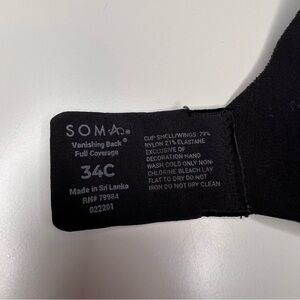 SOMA®
Vanishing Back®
Full Coverage
34C
Made in Sri Lanka
RN# 79984
022201
CUP SHELL/WINGS: 79%
NYLON 21% ELASTANE
EXCLUSIVE OF
DECORATION HAND
WASH COLD ONLY NON-
CHLORINE BLEACH LAY
FLAT TO DRY DO NOT
IRON DO NOT DRY CLEAN